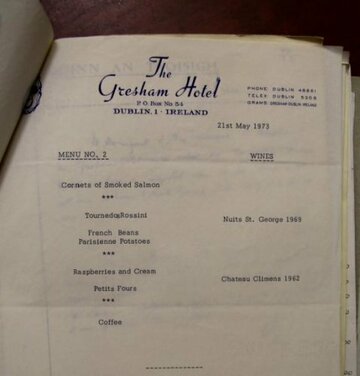 The
Gresham Hotel
P.O. Box No. 54
DUBLIN. 1 · IRELAND
PHONE: DUBLIN 46881
TELEX: DUBLIN 5308
GRAMS: GRESHAM DUBLIN IRELAND
21st May 1973
MENU NO. 2 WINES
Cornets of Smoked Salmon
***
Tournedos Rossini Nuits St. George 1969
French Beans
Parisienne Potatoes
***
Raspberries and Cream Chateau Climens 1962
Petits Fours
***
Coffee